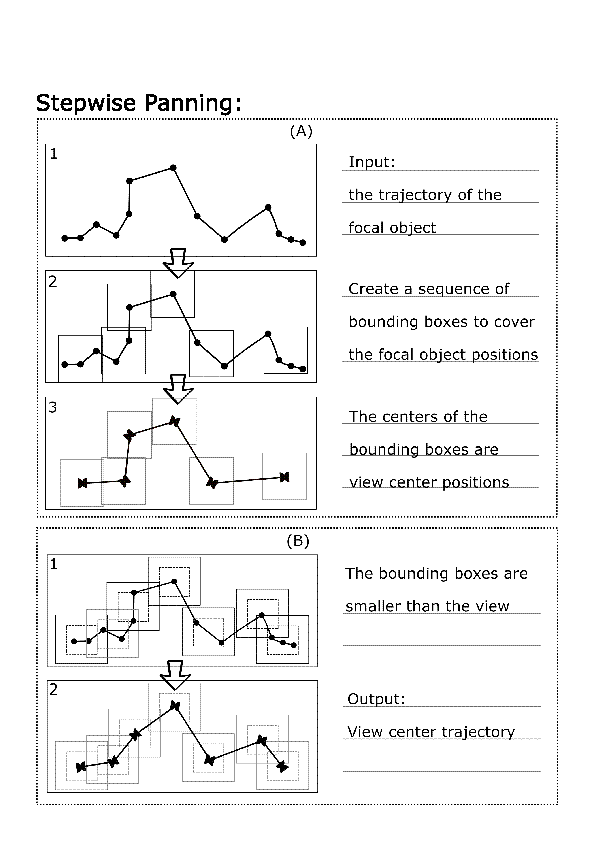 Stepwise Panning:
(A)
1
Input:
the trajectory of the
focal object
2
Create a sequence of
bounding boxes to cover
the focal object positions
3
The centers of the
bounding boxes are
view center positions
(B)
1
The bounding boxes are
smaller than the view
2
Output:
View center trajectory